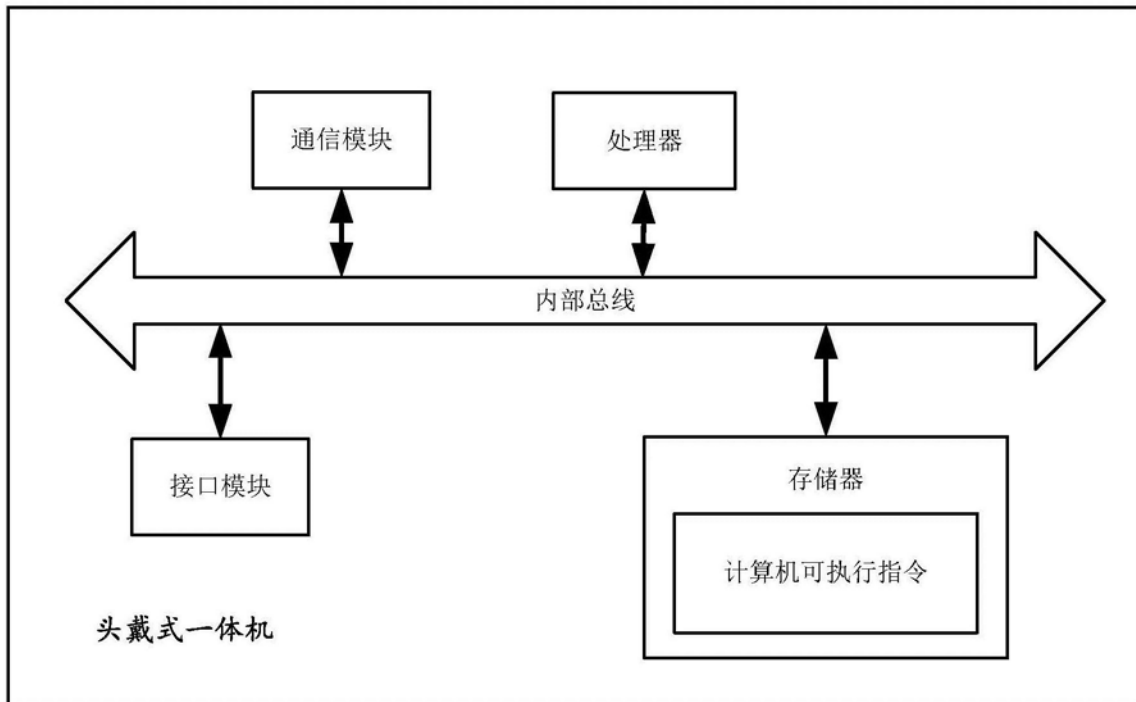 通信模块
处理器
内部总线
接口模块
存储器
计算机可执行指令
头戴式一体机